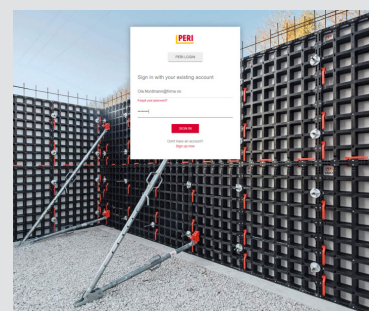 PERI
PERI LOGIN
Sign in with your existing account
Forgot your password?
SIGN IN
Don't have an account?
Sign up now